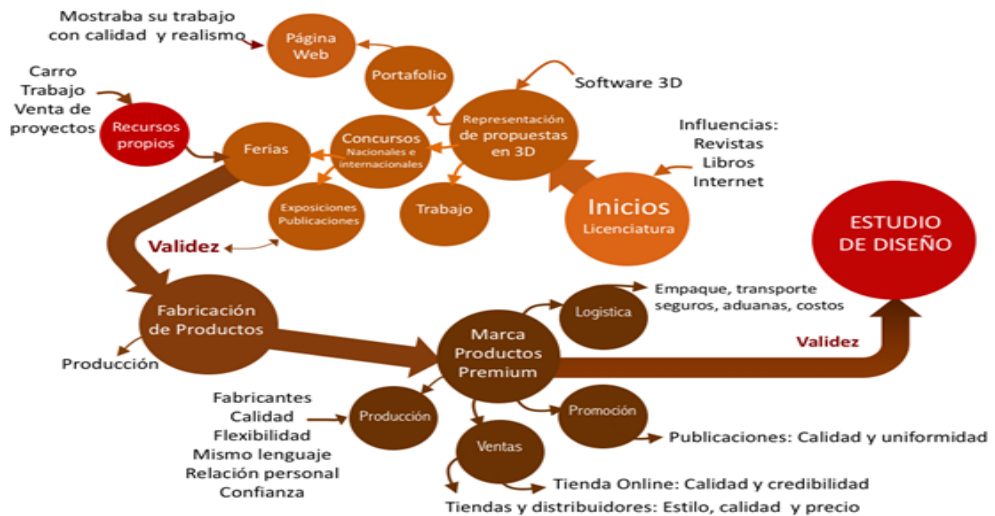 Mostraba su trabajo
con calidad y realismo
Página
Web
Portafolio
Software 3D
Carro
Trabajo
Venta de
proyectos
Recursos
propios
Ferias
Concursos
Nacionales e
internacionales
Representación
de propuestas
en 3D
Influencias:
Revistas
Libros
Internet
Exposiciones
Publicaciones
Trabajo
Inicios
Licenciatura
Validez
ESTUDIO
DE DISEÑO
Fabricación
de Productos
Producción
Marca
Productos
Premium
Logistica
Empaque, transporte
seguros, aduanas, costos
Validez
Fabricantes
Calidad
Flexibilidad
Mismo lenguaje
Relación personal
Confianza
Producción
Ventas
Promoción
Publicaciones: Calidad y uniformidad
Tienda Online: Calidad y credibilidad
Tiendas y distribuidores: Estilo, calidad y precio